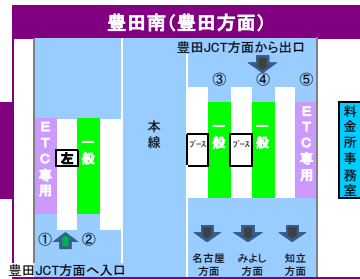 豊田南(豊田方面)
豊田JCT方面から出口
③ ④ ⑤
ETC専用
左
一般
本線
ブース
一般
ブース
一般
ETC専用
料金所事務室
① ②
名古屋方面
みよし方面
知立方面
豊田JCT方面へ入口